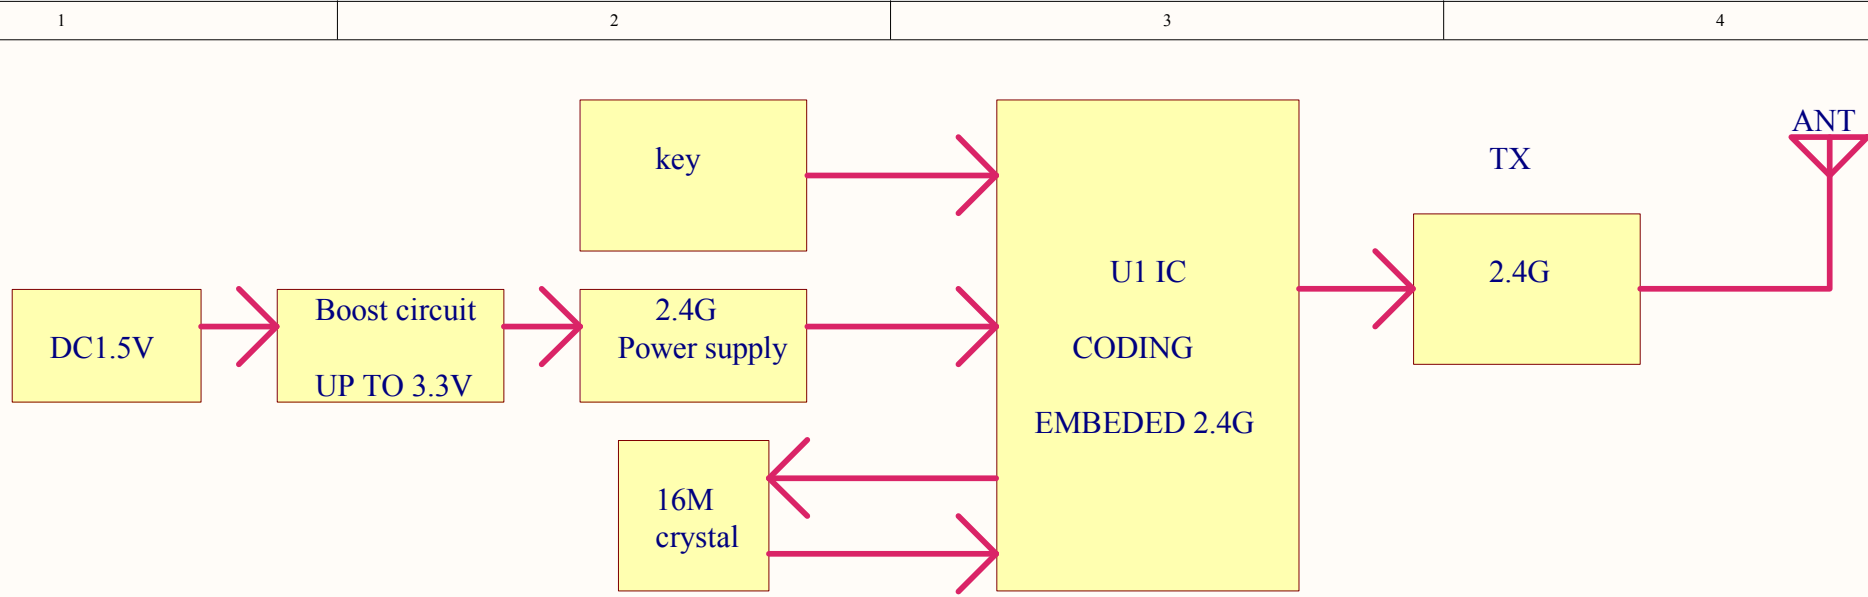 1
2
3
4
key
ANT
TX
U1 IC
2.4G
DC1.5V
Boost circuit
UP TO 3.3V
2.4G
Power supply
CODING
EMBEDED 2.4G
16M
crystal